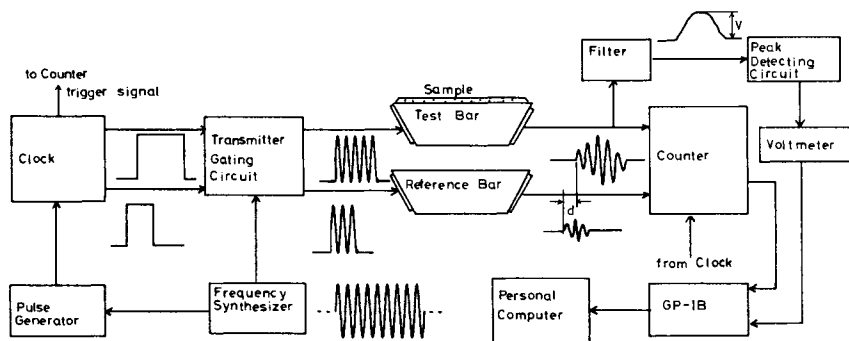 to Counter
trigger signal
Clock
Transmitter
Gating
Circuit
Sample
Test Bar
Reference Bar
Filter
V
Peak
Detecting
Circuit
Voltmeter
Counter
d
from Clock
Pulse
Generator
Frequency
Synthesizer
Personal
Computer
GP-IB